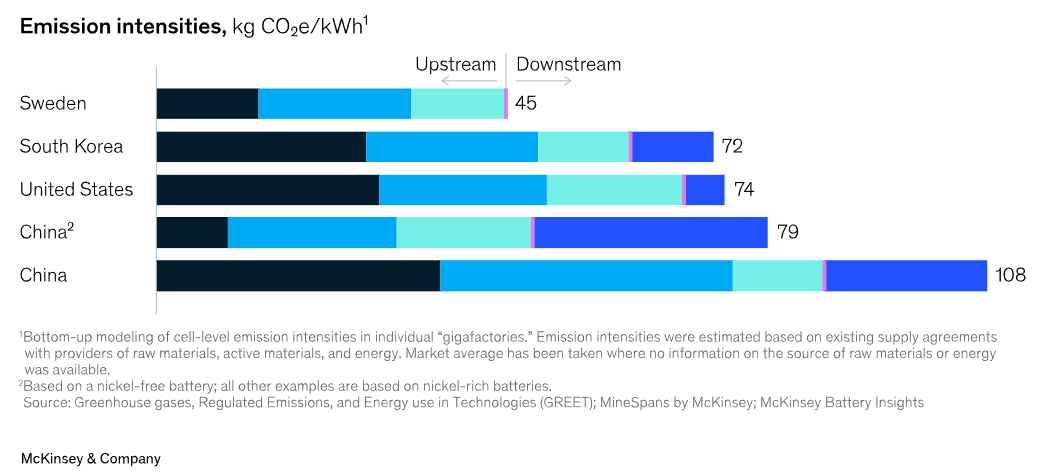 Emission intensities, kg CO₂e/kWh¹
Upstream
Downstream
Sweden
45
South Korea
72
United States
74
China²
79
China
108
¹Bottom-up modeling of cell-level emission intensities in individual “gigafactories.” Emission intensities were estimated based on existing supply agreements
with providers of raw materials, active materials, and energy. Market average has been taken where no information on the source of raw materials or energy
was available.
²Based on a nickel-free battery; all other examples are based on nickel-rich batteries.
Source: Greenhouse gases, Regulated Emissions, and Energy use in Technologies (GREET); MineSpans by McKinsey; McKinsey Battery Insights
McKinsey & Company